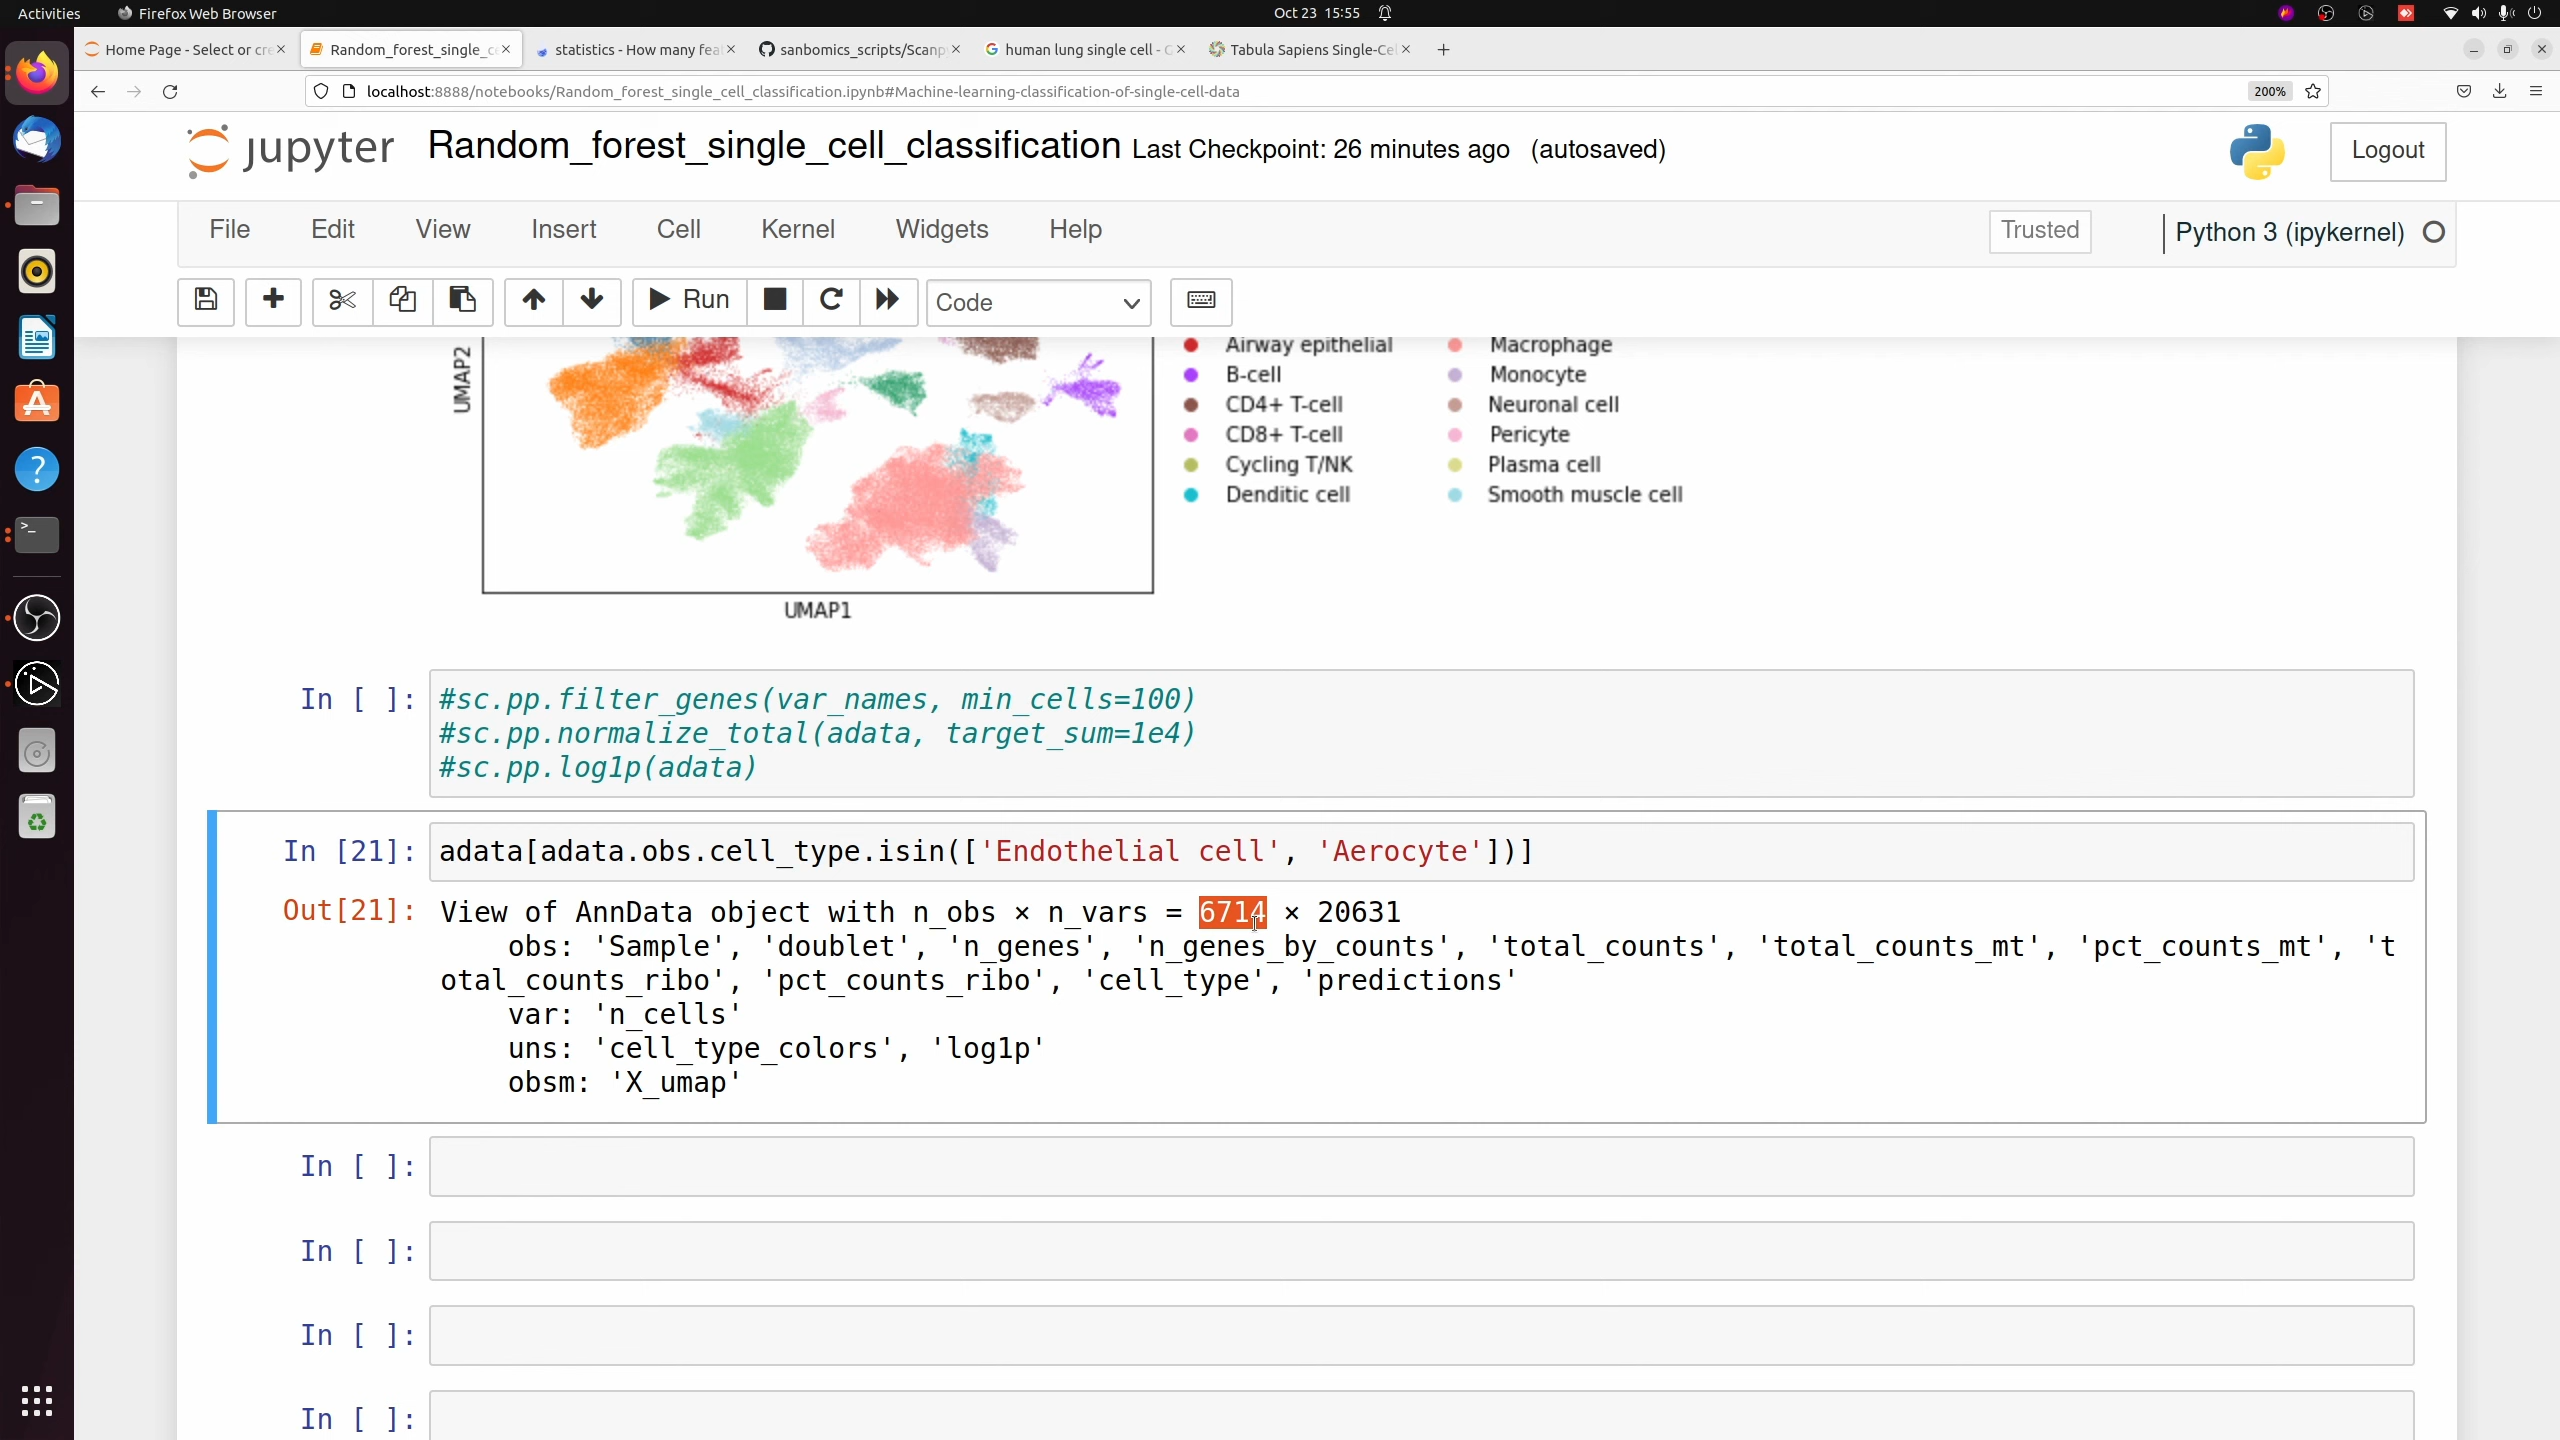 Activities
Firefox Web Browser
Oct 23 15:55
Home Page - Select or cre
Random_forest_single_ce
statistics - How many fea
sanbomics_scripts/Scanp
human lung single cell - G
Tabula Sapiens Single-Cel
localhost:8888/notebooks/Random_forest_single_cell_classification.ipynb#Machine-learning-classification-of-single-cell-data
200%
jupyter
Random_forest_single_cell_classification Last Checkpoint: 26 minutes ago (autosaved)
Logout
File Edit View Insert Cell Kernel Widgets Help
Trusted
Python 3 (ipykernel)
Run
Code
UMAP2
Airway epithelial
B-cell
CD4+ T-cell
CD8+ T-cell
Cycling T/NK
Denditic cell
Macrophage
Monocyte
Neuronal cell
Pericyte
Plasma cell
Smooth muscle cell
UMAP1
In [ ]:
#sc.pp.filter_genes(var_names, min_cells=100)
#sc.pp.normalize_total(adata, target_sum=1e4)
#sc.pp.log1p(adata)
In [21]:
adata[adata.obs.cell_type.isin(['Endothelial cell', 'Aerocyte'])]
Out[21]:
View of AnnData object with n_obs × n_vars = 6714 × 20631
obs: 'Sample', 'doublet', 'n_genes', 'n_genes_by_counts', 'total_counts', 'total_counts_mt', 'pct_counts_mt', 't
otal_counts_ribo', 'pct_counts_ribo', 'cell_type', 'predictions'
var: 'n_cells'
uns: 'cell_type_colors', 'log1p'
obsm: 'X_umap'
In [ ]:
In [ ]:
In [ ]:
In [ ]: